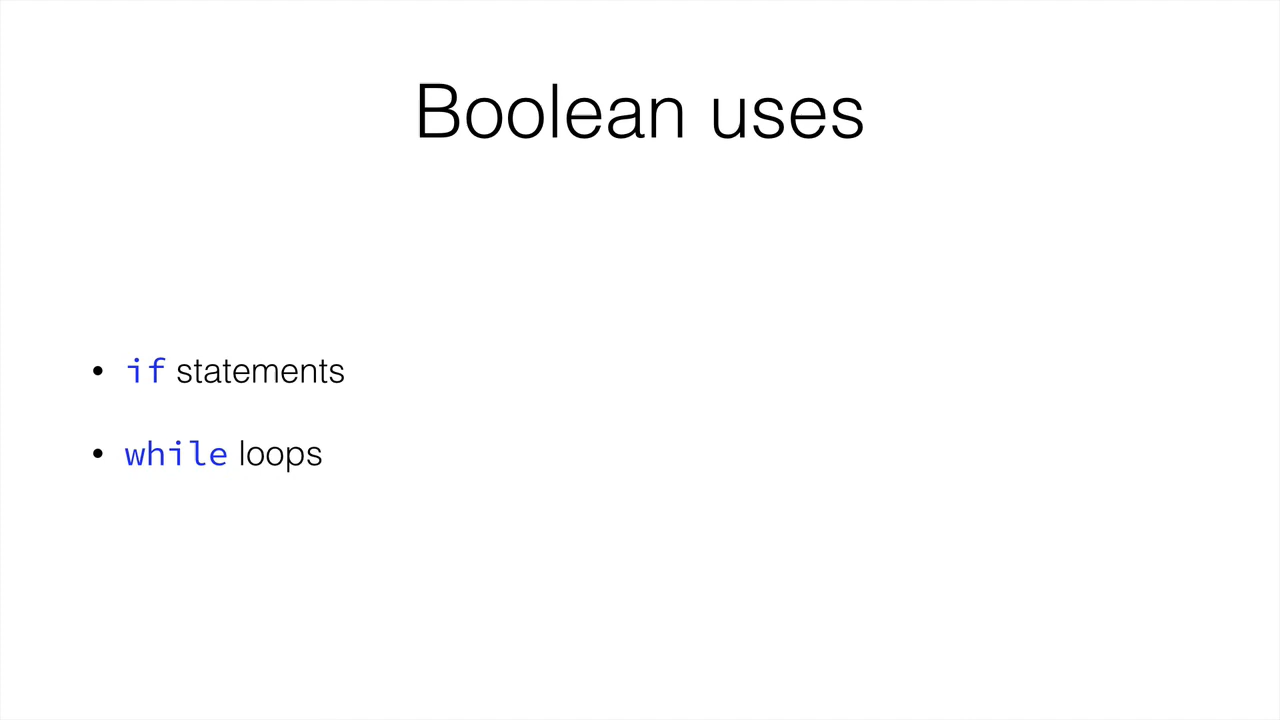 Boolean uses
• if statements
• while loops